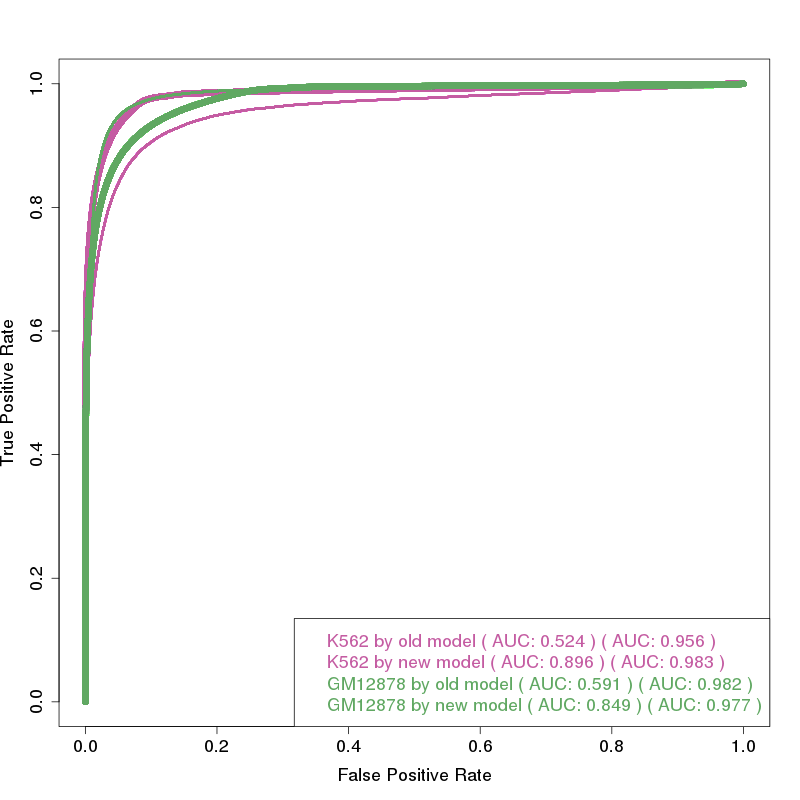 1.0
0.8
0.6
0.4
0.2
0.0
True Positive Rate
K562 by old model ( AUC: 0.524 ) ( AUC: 0.956 )
K562 by new model ( AUC: 0.896 ) ( AUC: 0.983 )
GM12878 by old model ( AUC: 0.591 ) ( AUC: 0.982 )
GM12878 by new model ( AUC: 0.849 ) ( AUC: 0.977 )
0.0 0.2 0.4 0.6 0.8 1.0
False Positive Rate